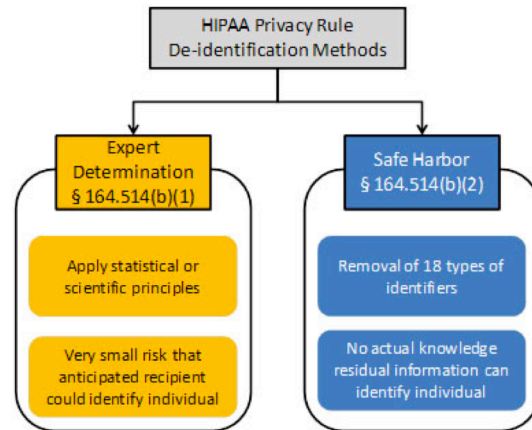 HIPAA Privacy Rule
De-identification Methods
Expert
Determination
§ 164.514(b)(1)
Apply statistical or
scientific principles
Very small risk that
anticipated recipient
could identify individual
Safe Harbor
§ 164.514(b)(2)
Removal of 18 types of
identifiers
No actual knowledge
residual information can
identify individual